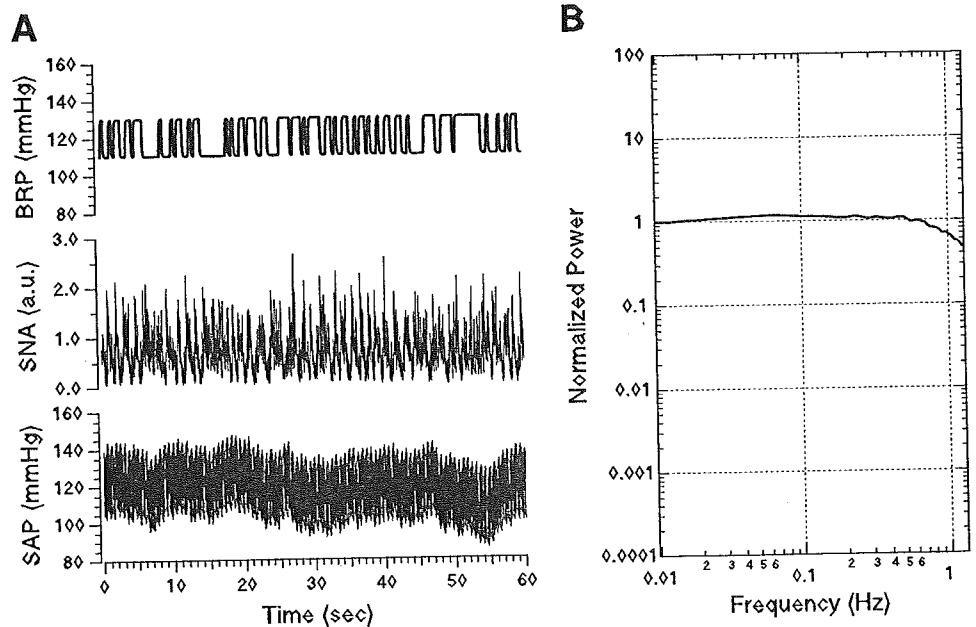 A
BRP (mmHg)
160
140
120
100
80
SNA (a.u.)
3.0
2.0
1.0
0.0
SAP (mmHg)
160
140
120
100
80
0 10 20 30 40 50 60
Time (sec)
B
Normalized Power
100
10
1
0.1
0.01
0.001
0.0001
0.01 2 3 4 5 6 0.1 2 3 4 5 6 1
Frequency (Hz)